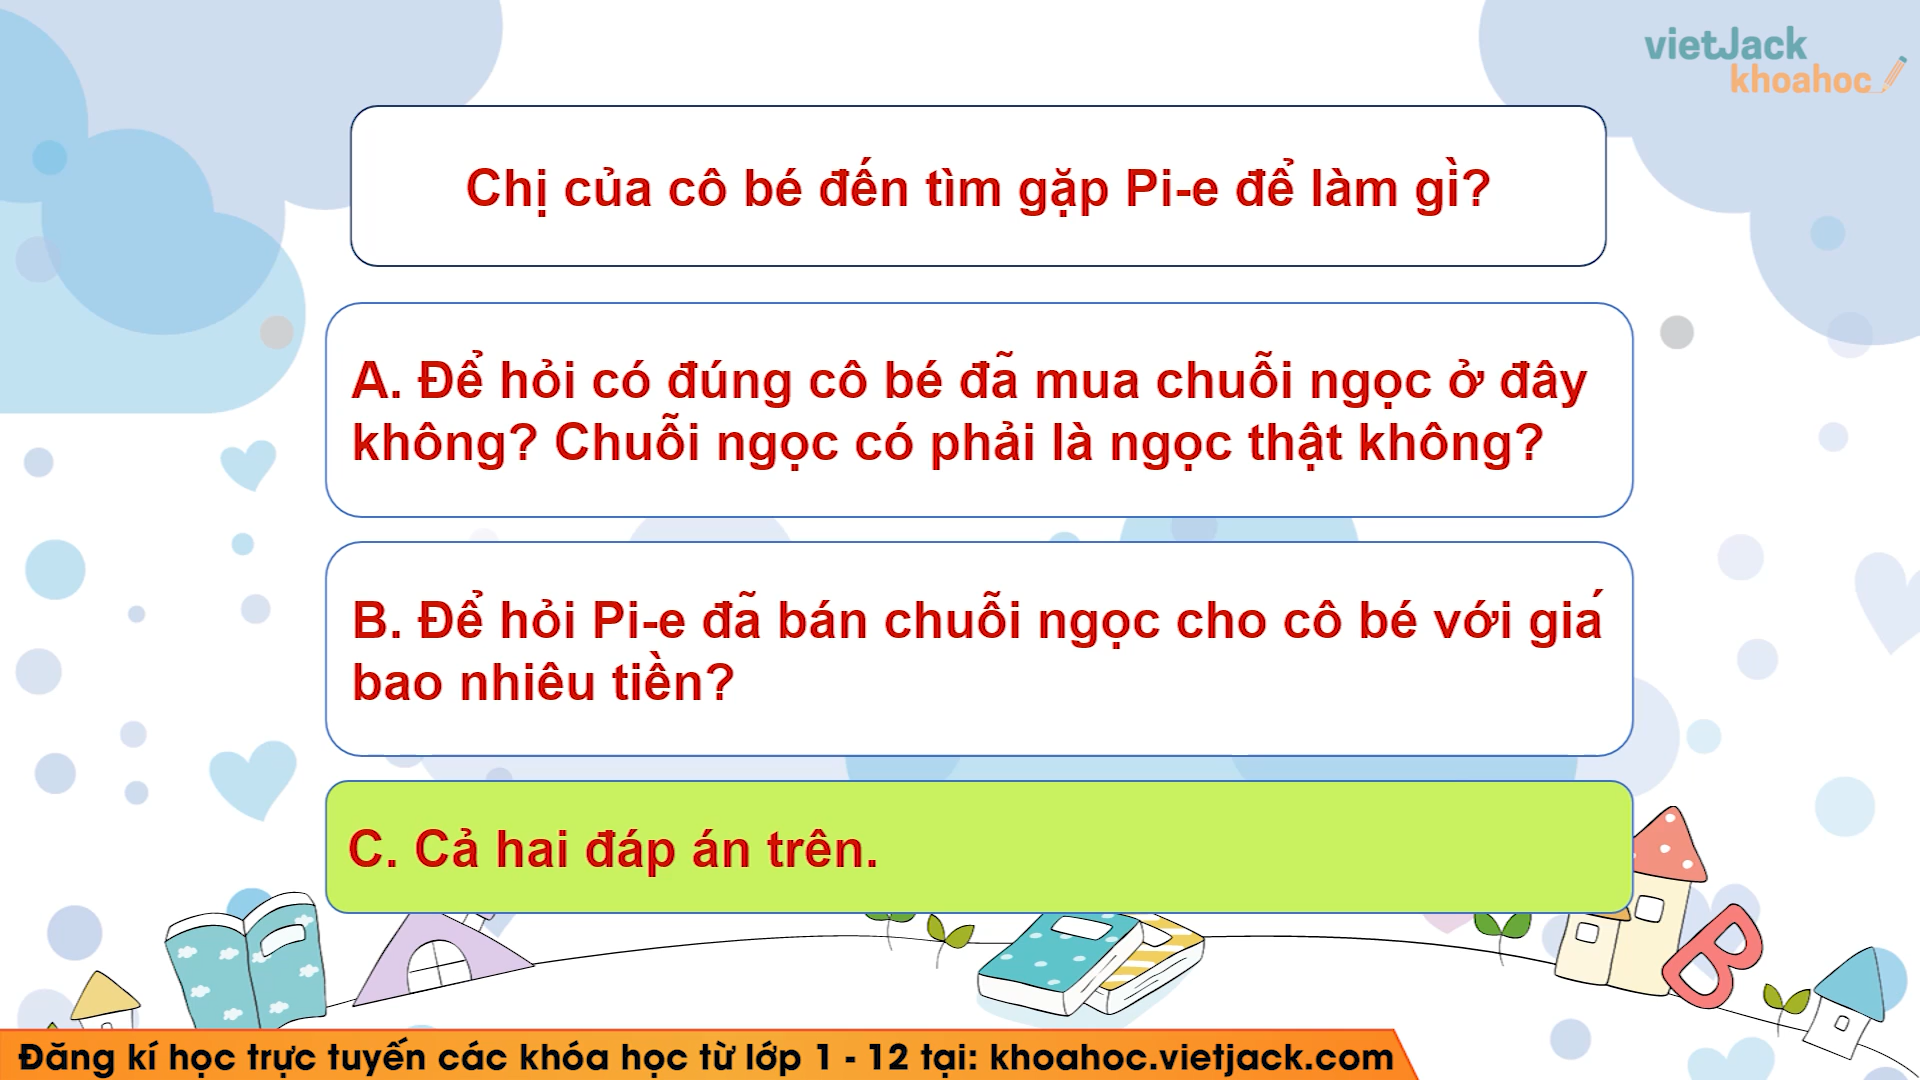 vietJack
khoahoc
Chị của cô bé đến tìm gặp Pi-e để làm gì?
A. Để hỏi có đúng cô bé đã mua chuỗi ngọc ở đây
không? Chuỗi ngọc có phải là ngọc thật không?
B. Để hỏi Pi-e đã bán chuỗi ngọc cho cô bé với giá
bao nhiêu tiền?
C. Cả hai đáp án trên.
B
Đăng kí học trực tuyến các khóa học từ lớp 1 - 12 tại: khoahoc.vietjack.com